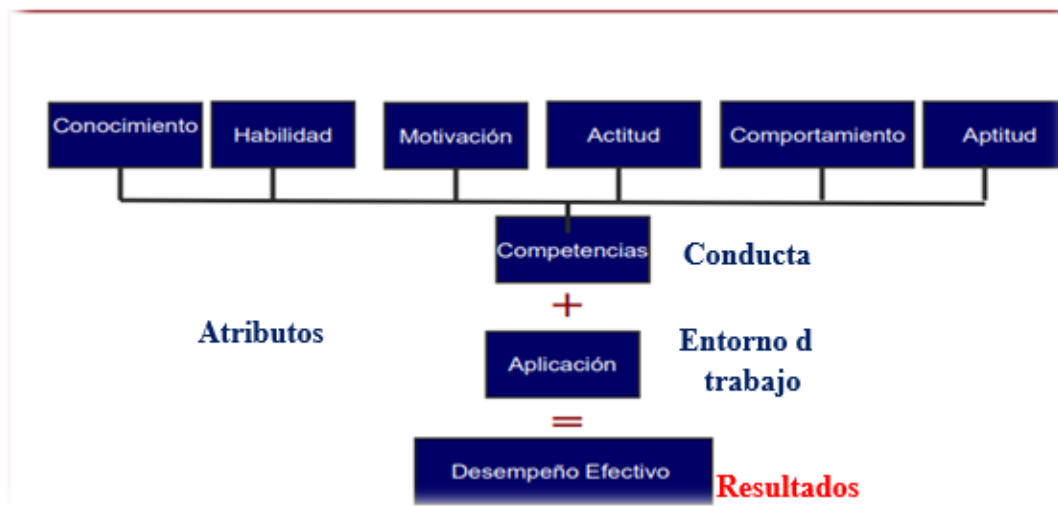 Conocimiento
Habilidad
Motivación
Actitud
Comportamiento
Aptitud
Competencias
Conducta
+
Atributos
Aplicación
Entorno d
trabajo
=
Desempeño Efectivo
Resultados